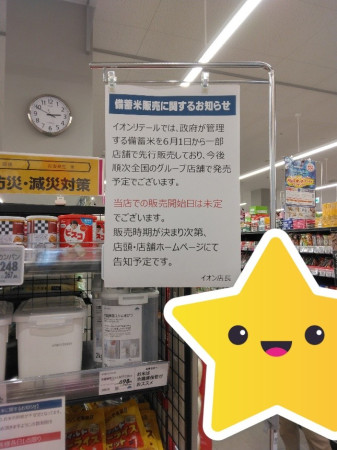 備蓄米販売に関するお知らせ
イオンリテールでは、政府が管理
する備蓄米を6月1日から一部
店舗で先行販売しており、今後
順次全国のグループ店舗で発売
予定でございます。
当店での販売開始日は未定
でございます。
販売時期が決まり次第、
店頭・店舗ホームページにて
告知予定です。
イオン店長
防災・減災対策
248